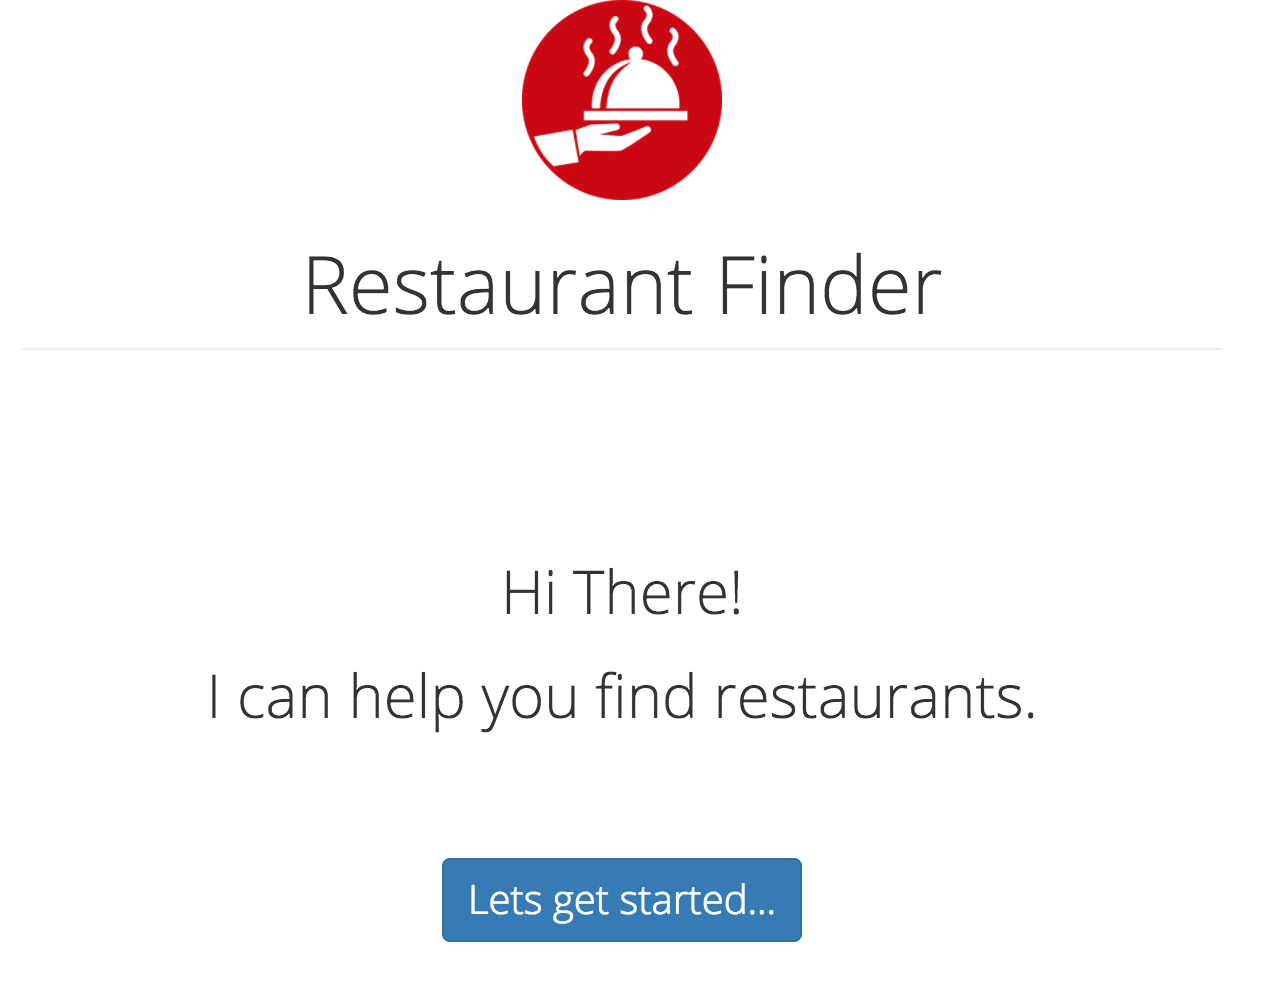 Restaurant Finder
Hi There!
I can help you find restaurants.
Lets get started...